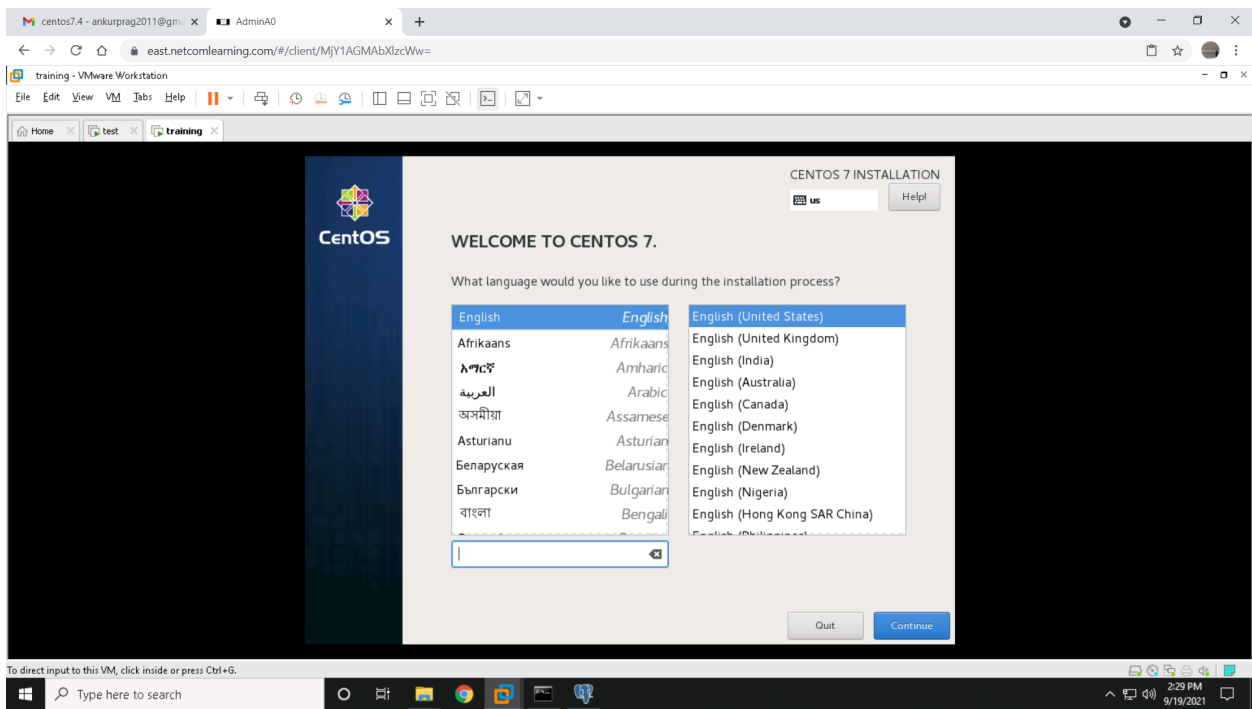 centos7.4 - ankurprag2011@gma
AdminA0
east.netcomlearning.com/#/client/MjY1AGMAbXlzcWw=
training - VMware Workstation
File Edit View VM Tabs Help
Home test training
CENTOS 7 INSTALLATION
us Help!
CentOS
WELCOME TO CENTOS 7.
What language would you like to use during the installation process?
English English English (United States)
Afrikaans Afrikaans English (United Kingdom)
አማርኛ Amharic English (India)
العربية Arabic English (Australia)
অসমীয়া Assamese English (Canada)
Asturianu Asturian English (Denmark)
Беларуская Belarusian English (Ireland)
Български Bulgarian English (New Zealand)
বাংলা Bengali English (Nigeria)
English (Hong Kong SAR China)
English (Philippines)
Quit Continue
To direct input to this VM, click inside or press Ctrl+G.
Type here to search
2:29 PM
9/19/2021